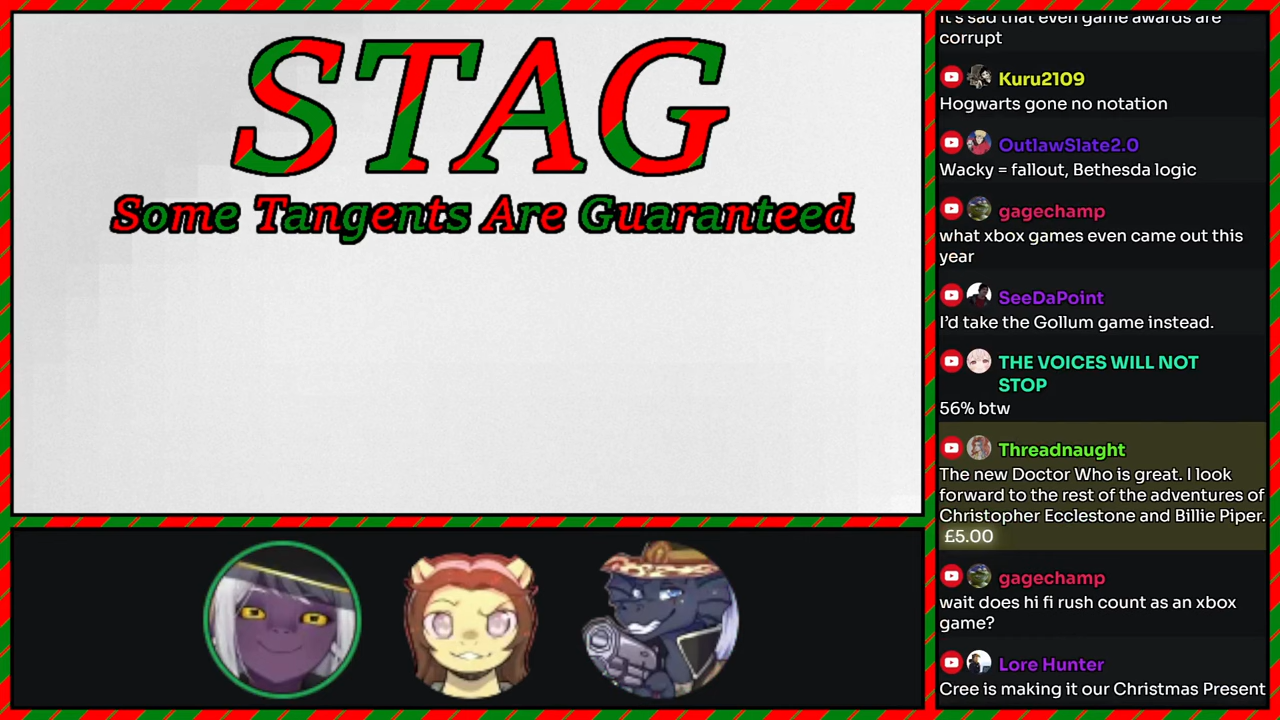 STAG
Some Tangents Are Guaranteed
It's sad that even game awards are
corrupt
Kuru2109
Hogwarts gone no notation
OutlawSlate2.0
Wacky = fallout, Bethesda logic
gagechamp
what xbox games even came out this
year
SeeDaPoint
I'd take the Gollum game instead.
THE VOICES WILL NOT
STOP
56% btw
Threadnaught
The new Doctor Who is great. I look
forward to the rest of the adventures of
Christopher Ecclestone and Billie Piper.
£5.00
gagechamp
wait does hi fi rush count as an xbox
game?
Lore Hunter
Cree is making it our Christmas Present